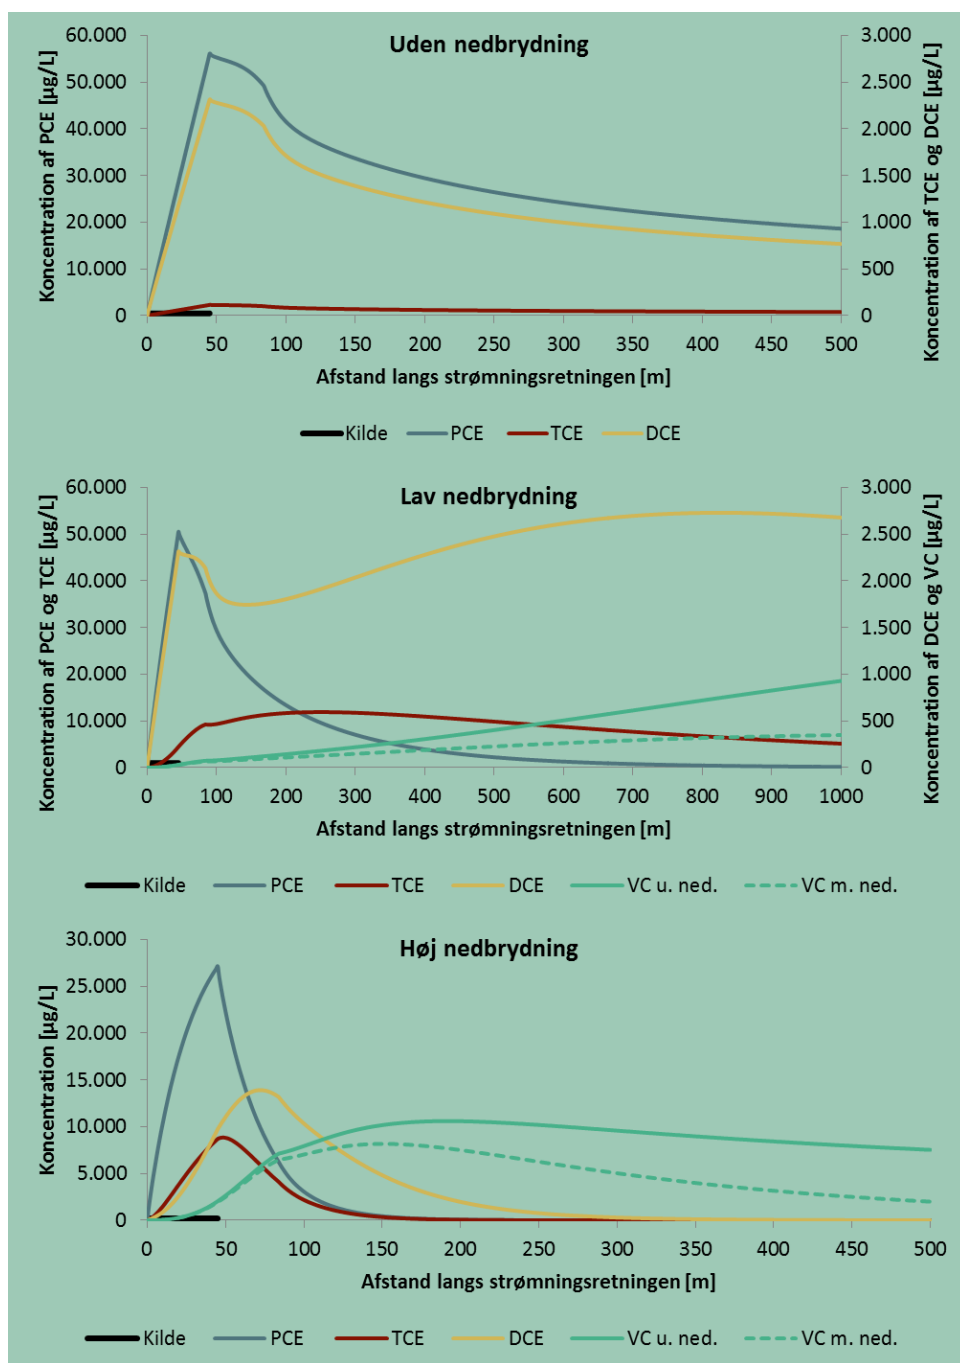 Uden nedbrydning
Koncentration af PCE [µg/L]
Koncentration af TCE og DCE [µg/L]
60.000
50.000
40.000
30.000
20.000
10.000
0
3.000
2.500
2.000
1.500
1.000
500
0
0 50 100 150 200 250 300 350 400 450 500
Afstand langs strømningsretningen [m]
Kilde PCE TCE DCE
Lav nedbrydning
Koncentration af PCE og TCE [µg/L]
Koncentration af DCE og VC [µg/L]
60.000
50.000
40.000
30.000
20.000
10.000
0
3.000
2.500
2.000
1.500
1.000
500
0
0 100 200 300 400 500 600 700 800 900 1000
Afstand langs strømningsretningen [m]
Kilde PCE TCE DCE VC u. ned. VC m. ned.
Høj nedbrydning
Koncentration [µg/L]
30.000
25.000
20.000
15.000
10.000
5.000
0
0 50 100 150 200 250 300 350 400 450 500
Afstand langs strømningsretningen [m]
Kilde PCE TCE DCE VC u. ned. VC m. ned.